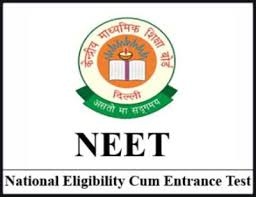 केन्द्रीय माध्यमिक शिक्षा बोर्ड
दिल्ली
असतो मा सद्गमय
NEET
National Eligibility Cum Entrance Test